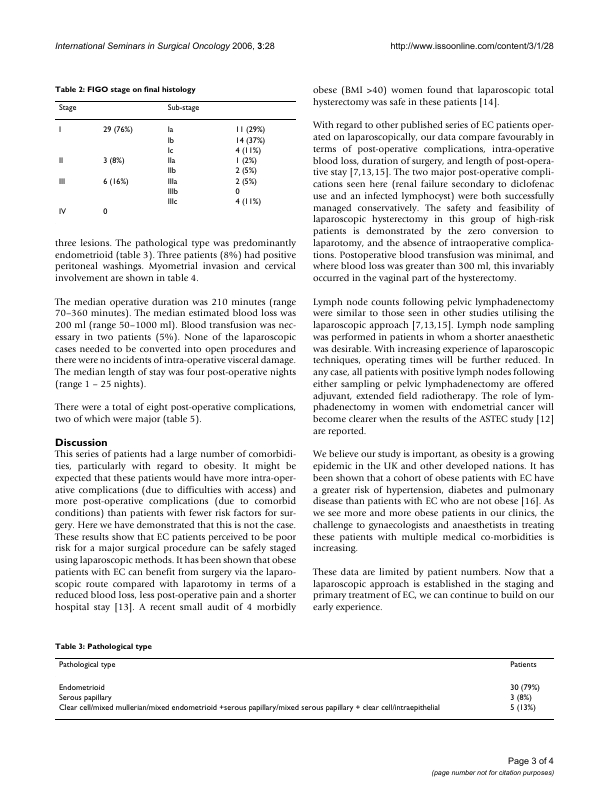 International Seminars in Surgical Oncology 2006, 3:28
http://www.issoonline.com/content/3/1/28
Table 2: FIGO stage on final histology
Stage Sub-stage
I 29 (76%) Ia 11 (29%)
Ib 14 (37%)
Ic 4 (11%)
II 3 (8%) IIa 1 (2%)
IIb 2 (5%)
III 6 (16%) IIIa 2 (5%)
IIIb 0
IIIc 4 (11%)
IV 0
three lesions. The pathological type was predominantly
endometrioid (table 3). Three patients (8%) had positive
peritoneal washings. Myometrial invasion and cervical
involvement are shown in table 4.
The median operative duration was 210 minutes (range
70–360 minutes). The median estimated blood loss was
200 ml (range 50–1000 ml). Blood transfusion was nec-
essary in two patients (5%). None of the laparoscopic
cases needed to be converted into open procedures and
there were no incidents of intra-operative visceral damage.
The median length of stay was four post-operative nights
(range 1 – 25 nights).
There were a total of eight post-operative complications,
two of which were major (table 5).
Discussion
This series of patients had a large number of comorbidi-
ties, particularly with regard to obesity. It might be
expected that these patients would have more intra-oper-
ative complications (due to difficulties with access) and
more post-operative complications (due to comorbid
conditions) than patients with fewer risk factors for sur-
gery. Here we have demonstrated that this is not the case.
These results show that EC patients perceived to be poor
risk for a major surgical procedure can be safely staged
using laparoscopic methods. It has been shown that obese
patients with EC can benefit from surgery via the laparo-
scopic route compared with laparotomy in terms of a
reduced blood loss, less post-operative pain and a shorter
hospital stay [13]. A recent small audit of 4 morbidly
obese (BMI >40) women found that laparoscopic total
hysterectomy was safe in these patients [14].
With regard to other published series of EC patients oper-
ated on laparoscopically, our data compare favourably in
terms of post-operative complications, intra-operative
blood loss, duration of surgery, and length of post-opera-
tive stay [7,13,15]. The two major post-operative compli-
cations seen here (renal failure secondary to diclofenac
use and an infected lymphocyst) were both successfully
managed conservatively. The safety and feasibility of
laparoscopic hysterectomy in this group of high-risk
patients is demonstrated by the zero conversion to
laparotomy, and the absence of intraoperative complica-
tions. Postoperative blood transfusion was minimal, and
where blood loss was greater than 300 ml, this invariably
occurred in the vaginal part of the hysterectomy.
Lymph node counts following pelvic lymphadenectomy
were similar to those seen in other studies utilising the
laparoscopic approach [7,13,15]. Lymph node sampling
was performed in patients in whom a shorter anaesthetic
was desirable. With increasing experience of laparoscopic
techniques, operating times will be further reduced. In
any case, all patients with positive lymph nodes following
either sampling or pelvic lymphadenectomy are offered
adjuvant, extended field radiotherapy. The role of lym-
phadenectomy in women with endometrial cancer will
become clearer when the results of the ASTEC study [12]
are reported.
We believe our study is important, as obesity is a growing
epidemic in the UK and other developed nations. It has
been shown that a cohort of obese patients with EC have
a greater risk of hypertension, diabetes and pulmonary
disease than patients with EC who are not obese [16]. As
we see more and more obese patients in our clinics, the
challenge to gynaecologists and anaesthetists in treating
these patients with multiple medical co-morbidities is
increasing.
These data are limited by patient numbers. Now that a
laparoscopic approach is established in the staging and
primary treatment of EC, we can continue to build on our
early experience.
Table 3: Pathological type
Pathological type Patients
Endometrioid 30 (79%)
Serous papillary 3 (8%)
Clear cell/mixed mullerian/mixed endometrioid +serous papillary/mixed serous papillary + clear cell/intraepithelial 5 (13%)
Page 3 of 4
(page number not for citation purposes)